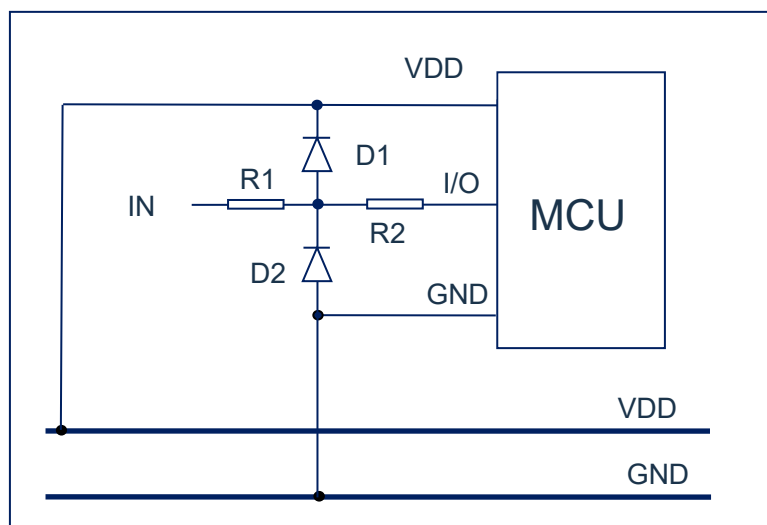 VDD
D1
R1
I/O
IN
MCU
R2
D2
GND
VDD
GND